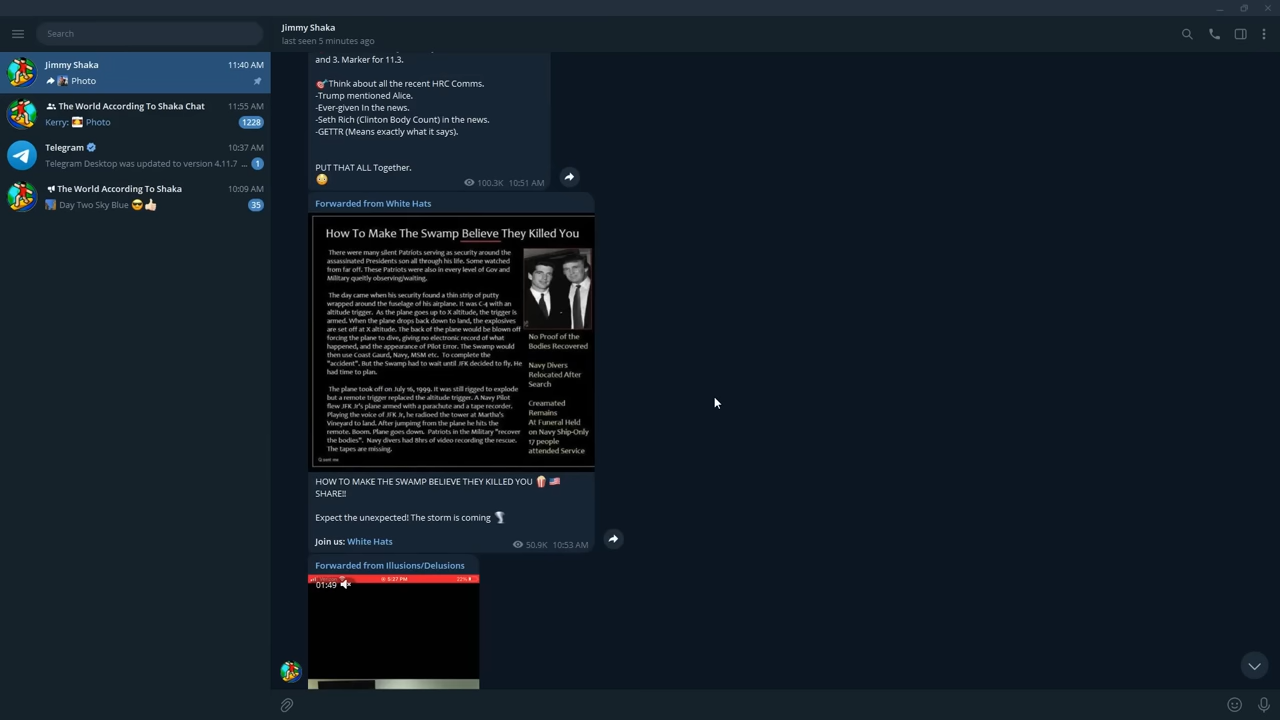 Search
Jimmy Shaka
last seen 5 minutes ago
Jimmy Shaka
11:40 AM
Photo
The World According To Shaka Chat
11:55 AM
Kerry: Photo
1228
Telegram
10:37 AM
Telegram Desktop was updated to version 4.11.7 ...
1
The World According To Shaka
10:09 AM
Day Two Sky Blue
35
and 3. Marker for 11.3.
Think about all the recent HRC Comms.
-Trump mentioned Alice.
-Ever-given In the news.
-Seth Rich (Clinton Body Count) in the news.
-GETTR (Means exactly what it says).
PUT THAT ALL Together.
100.3K 10:51 AM
Forwarded from White Hats
How To Make The Swamp Believe They Killed You
There were many silent Patriots serving as security around the
assassinated Presidents son all through his life. Some watched
from far off. These Patriots were also in every level of Gov and
Military queitly observing/waiting.
The day came when his security found a thin strip of putty
wrapped around the fuselage of his airplane. It was C-4 with an
altitude trigger. As the plane goes up to X altitude, the trigger is
armed. When the plane drops back down to land, the explosives
are set off at X altitude. The back of the plane would be blown off
forcing the plane to dive, giving no electronic record of what
happened, and the appearance of Pilot Error. The Swamp would
then use Coast Gaurd, Navy, MSM etc. To complete the
"accident". But the Swamp had to wait until JFK decided to fly. He
had time to plan.
The plane took off on July 16, 1999. It was still rigged to explode
but a remote trigger replaced the altitude trigger. A Navy Pilot
flew JFK Jr's plane armed with a parachute and a tape recorder.
Playing the voice of JFK Jr, he radioed the tower at Martha's
Vineyard to land. After jumping from the plane he hits the
remote. Boom. Plane goes down. Patriots in the Military "recover
the bodies". Navy divers had 8hrs of video recording the rescue.
The tapes are missing.
No Proof of the
Bodies Recovered
Navy Divers
Relocated After
Search
Creamated
Remains
At Funeral Held
on Navy Ship-Only
17 people
attended Service
HOW TO MAKE THE SWAMP BELIEVE THEY KILLED YOU
SHARE!!
Expect the unexpected! The storm is coming
Join us: White Hats
50.9K 10:53 AM
Forwarded from Illusions/Delusions
8:37 PM
22%
01:49